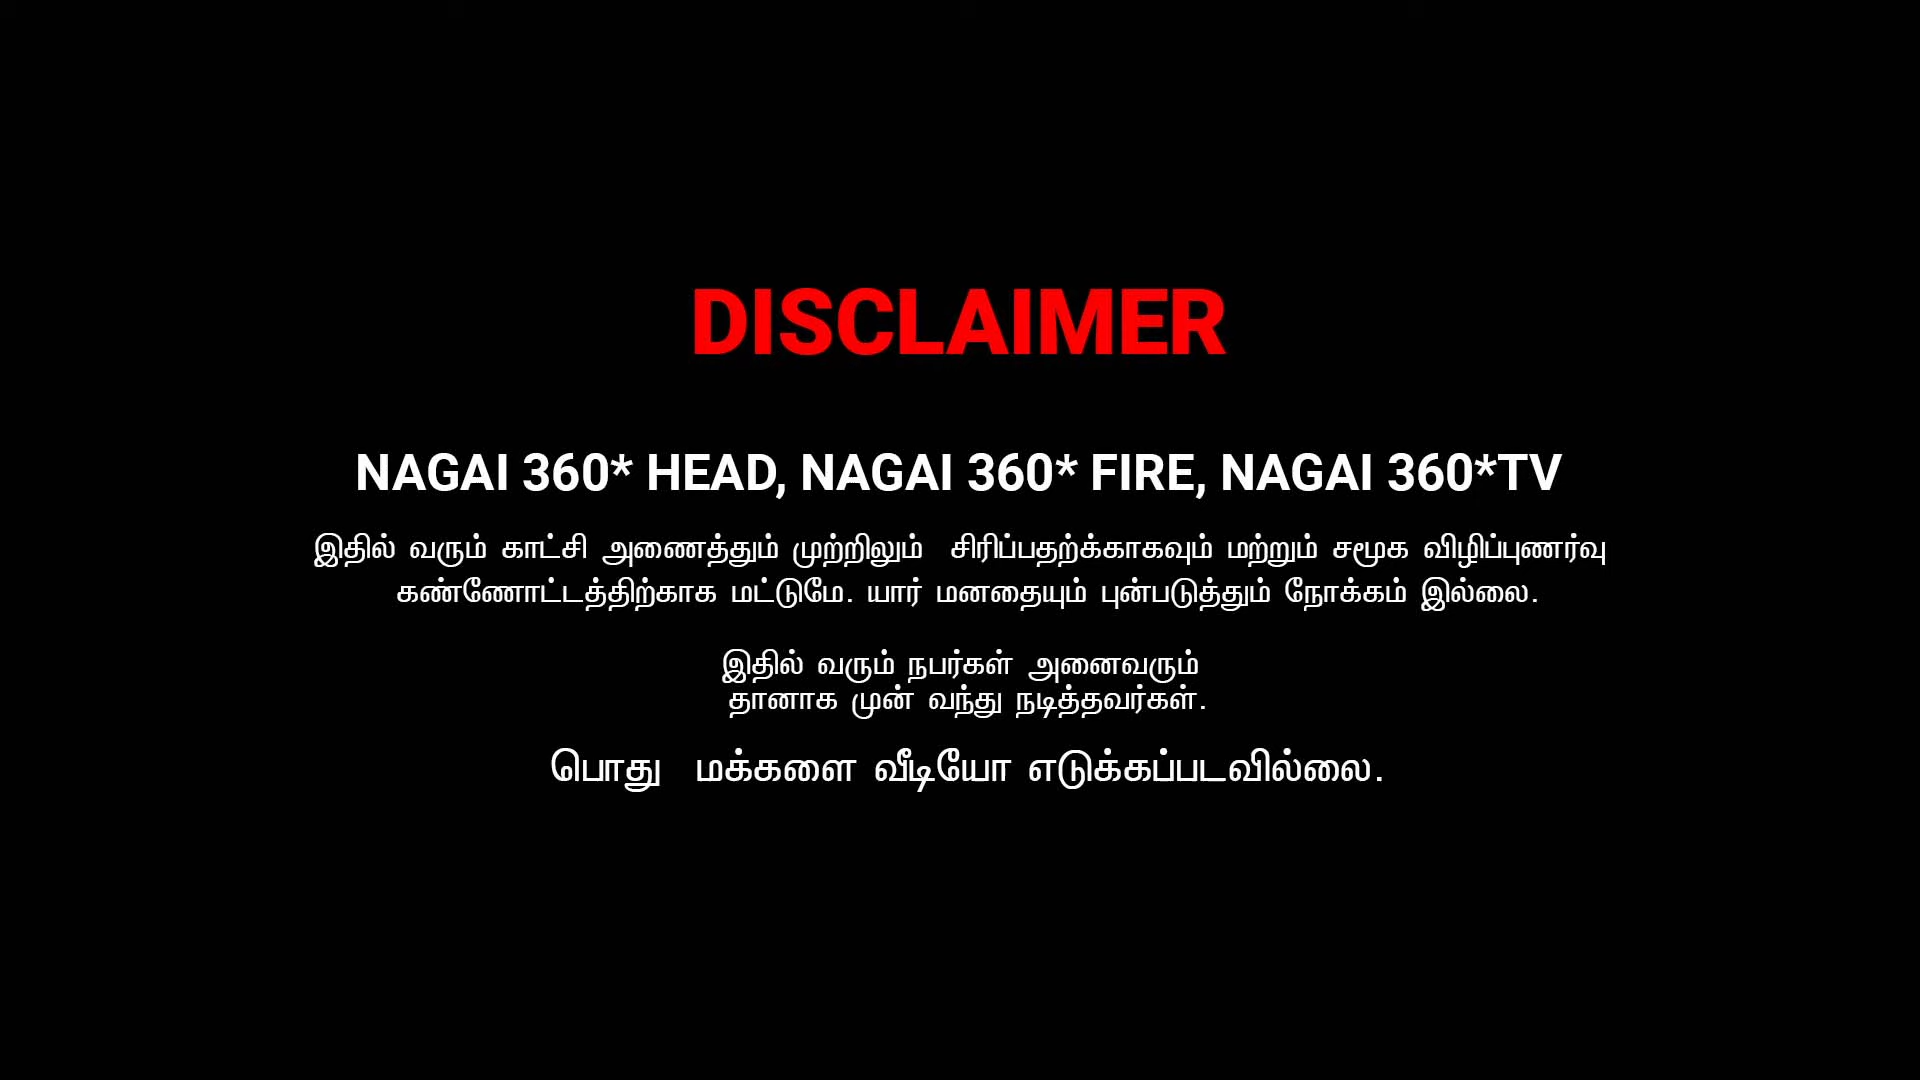 DISCLAIMER
NAGAI 360* HEAD, NAGAI 360* FIRE, NAGAI 360*TV
இதில் வரும் காட்சி அணைத்தும் முற்றிலும் சிரிப்பதற்க்காகவும் மற்றும் சமூக விழிப்புணர்வு
கண்ணோட்டத்திற்காக மட்டுமே. யார் மனதையும் புன்படுத்தும் நோக்கம் இல்லை.
இதில் வரும் நபர்கள் அனைவரும்
தானாக முன் வந்து நடித்தவர்கள்.
பொது மக்களை வீடியோ எடுக்கப்படவில்லை.